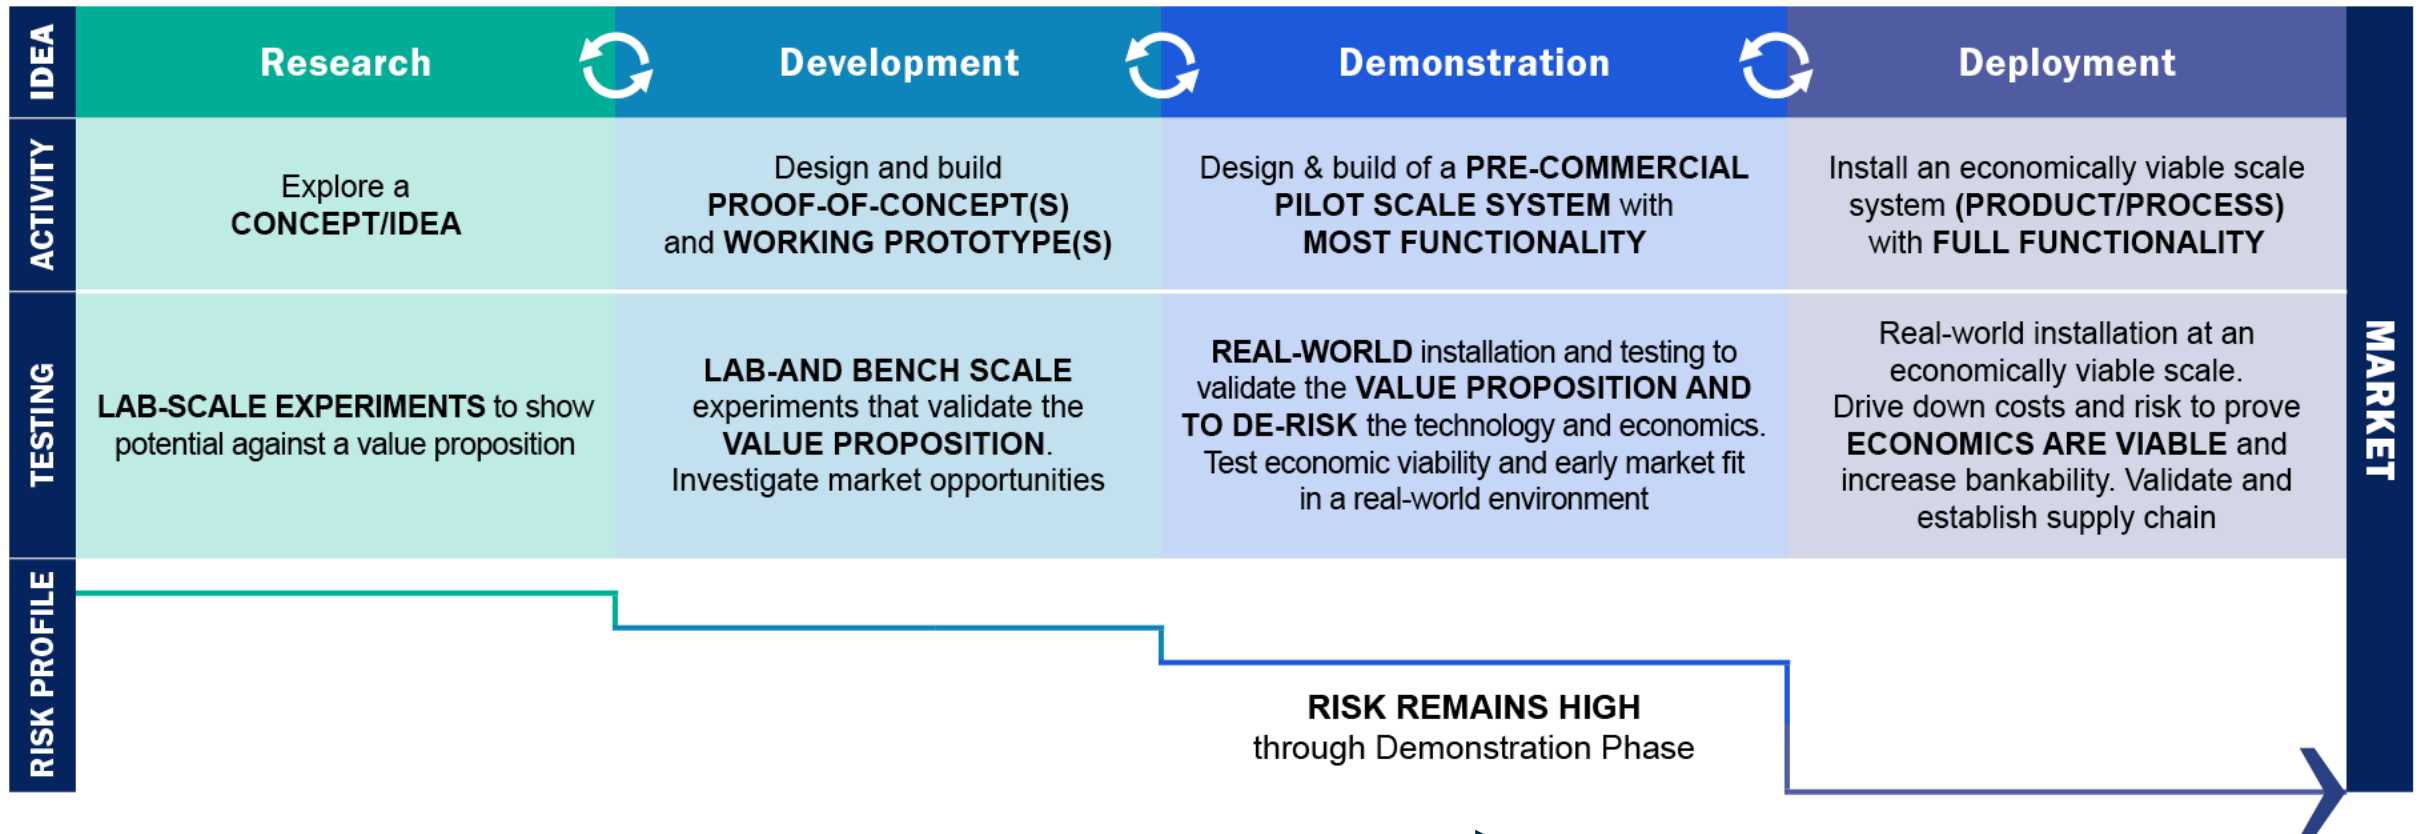 IDEA
Research
Development
Demonstration
Deployment
ACTIVITY
Explore a
CONCEPT/IDEA
Design and build
PROOF-OF-CONCEPT(S)
and WORKING PROTOTYPE(S)
Design & build of a PRE-COMMERCIAL
PILOT SCALE SYSTEM with
MOST FUNCTIONALITY
Install an economically viable scale
system (PRODUCT/PROCESS)
with FULL FUNCTIONALITY
TESTING
LAB-SCALE EXPERIMENTS to show
potential against a value proposition
LAB-AND BENCH SCALE
experiments that validate the
VALUE PROPOSITION.
Investigate market opportunities
REAL-WORLD installation and testing to
validate the VALUE PROPOSITION AND
TO DE-RISK the technology and economics.
Test economic viability and early market fit
in a real-world environment
Real-world installation at an
economically viable scale.
Drive down costs and risk to prove
ECONOMICS ARE VIABLE and
increase bankability. Validate and
establish supply chain
RISK PROFILE
RISK REMAINS HIGH
through Demonstration Phase
MARKET